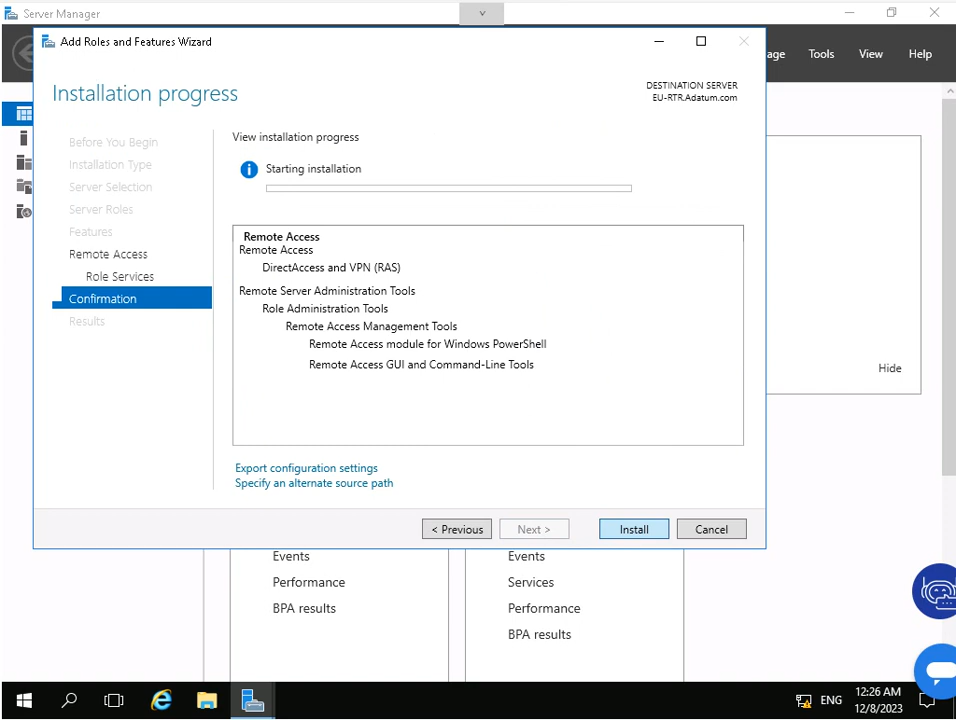 Server Manager
Add Roles and Features Wizard
age
Tools
View
Help
Installation progress
DESTINATION SERVER
EU-RTR.Adatum.com
Before You Begin
Installation Type
Server Selection
Server Roles
Features
Remote Access
Role Services
Confirmation
Results
View installation progress
Starting installation
Remote Access
Remote Access
DirectAccess and VPN (RAS)
Remote Server Administration Tools
Role Administration Tools
Remote Access Management Tools
Remote Access module for Windows PowerShell
Remote Access GUI and Command-Line Tools
Hide
Export configuration settings
Specify an alternate source path
< Previous
Next >
Install
Cancel
Events
Performance
BPA results
Events
Services
Performance
BPA results
ENG
12:26 AM
12/8/2023